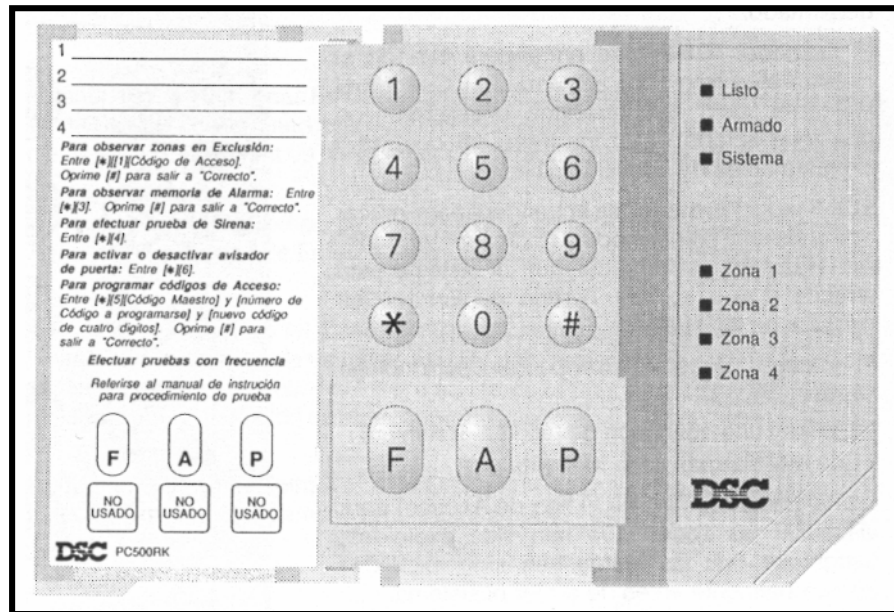 1
2
3
4
Para observar zonas en Exclusión:
Entre [*][1][Código de Acceso].
Oprime [#] para salir a "Correcto".
Para observar memoria de Alarma: Entre
[*][3]. Oprime [#] para salir a "Correcto".
Para efectuar prueba de Sirena:
Entre [*][4].
Para activar o desactivar avisador
de puerta: Entre [*][6].
Para programar códigos de Acceso:
Entre [*][5][Código Maestro] y [número de
Código a programarse] y [nuevo código
de cuatro digitos]. Oprime [#] para
salir a "Correcto".
Efectuar pruebas con frecuencia
Referirse al manual de instrución
para procedimiento de prueba
F A P
NO USADO NO USADO NO USADO
DSC PC500RK
1 2 3
4 5 6
7 8 9
* 0 #
F A P
Listo
Armado
Sistema
Zona 1
Zona 2
Zona 3
Zona 4
DSC